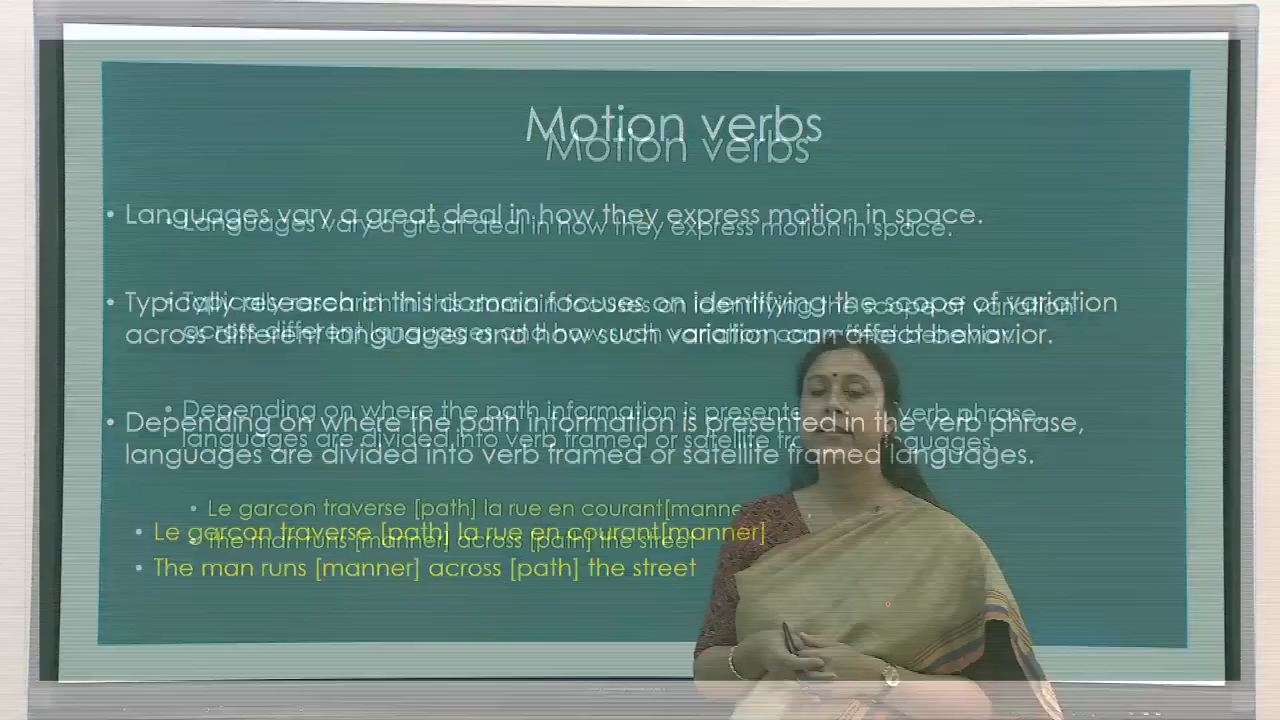 Motion verbs
• Languages vary a great deal in how they express motion in space.
• Typically research in this domain focuses on identifying the scope of variation
across different languages and how such variation can affect behavior.
• Depending on where the path information is presented in the verb phrase,
languages are divided into verb framed or satellite framed languages.
• Le garcon traverse [path] la rue en courant[manner]
• The man runs [manner] across [path] the street